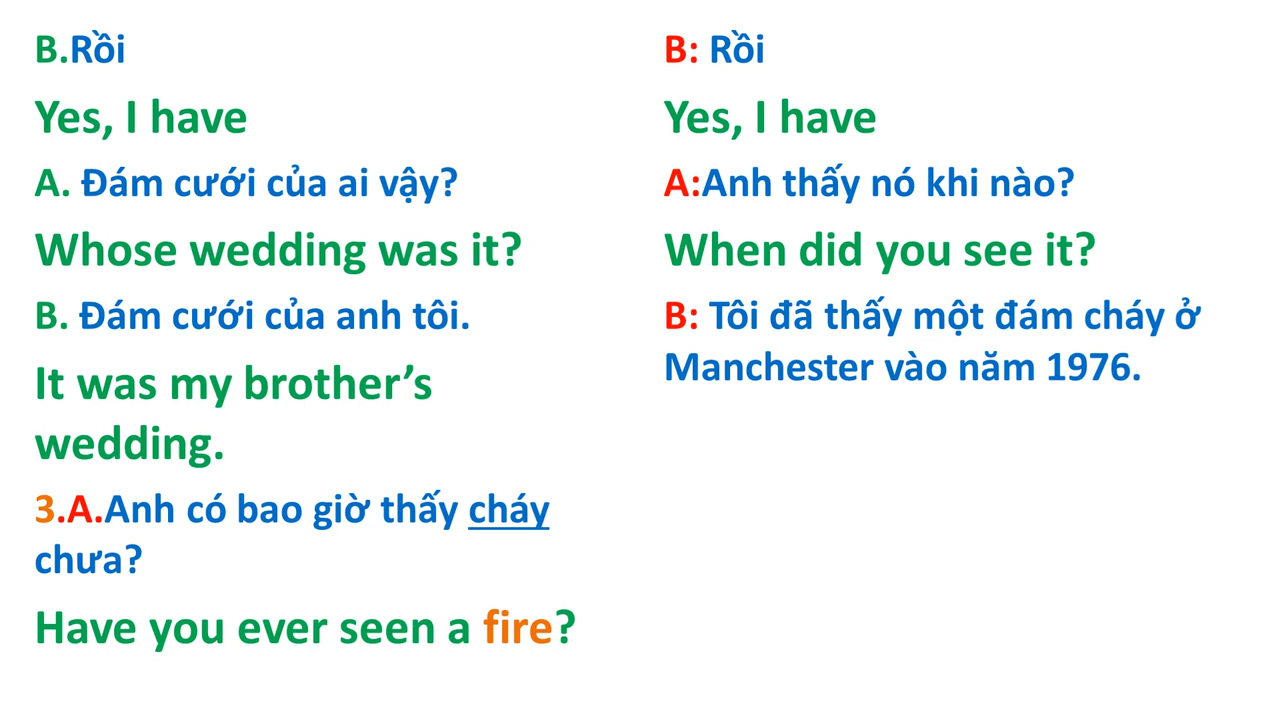 B.Rồi
Yes, I have
A. Đám cưới của ai vậy?
Whose wedding was it?
B. Đám cưới của anh tôi.
It was my brother’s
wedding.
3.A.Anh có bao giờ thấy cháy
chưa?
Have you ever seen a fire?
B: Rồi
Yes, I have
A:Anh thấy nó khi nào?
When did you see it?
B: Tôi đã thấy một đám cháy ở
Manchester vào năm 1976.